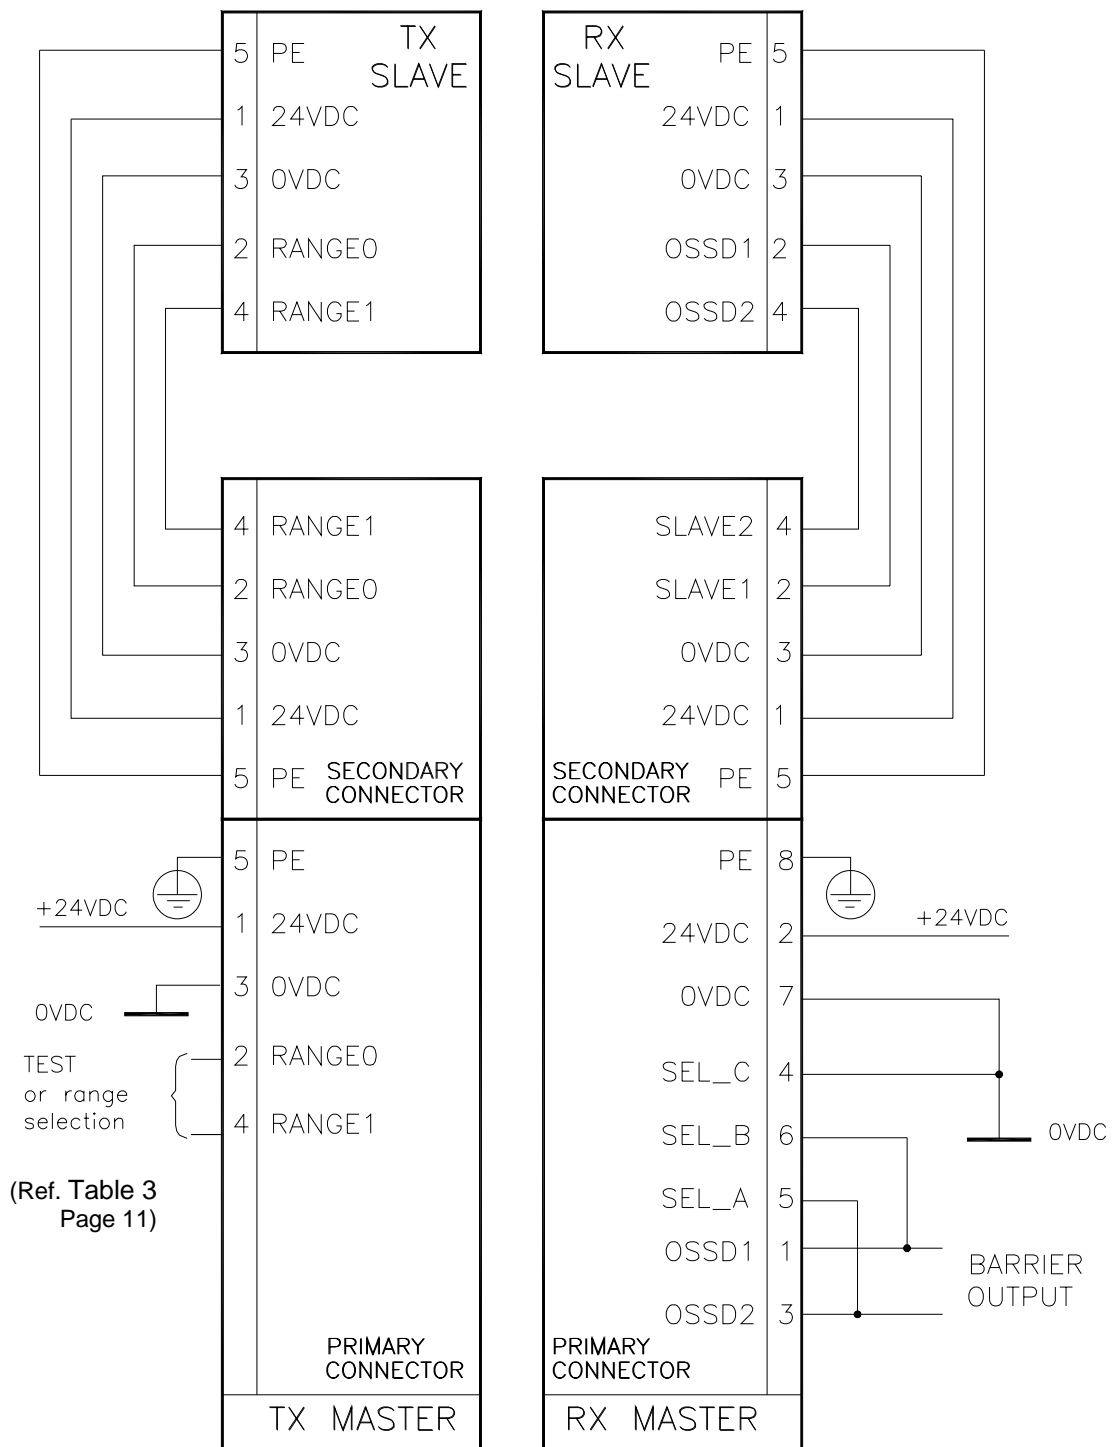 TX
SLAVE
5 PE
1 24VDC
3 0VDC
2 RANGE0
4 RANGE1
RX
SLAVE
PE 5
24VDC 1
0VDC 3
OSSD1 2
OSSD2 4
4 RANGE1
2 RANGE0
3 0VDC
1 24VDC
5 PE
SECONDARY
CONNECTOR
SLAVE2 4
SLAVE1 2
0VDC 3
24VDC 1
PE 5
SECONDARY
CONNECTOR
5 PE
+24VDC
1 24VDC
3 0VDC
0VDC
2 RANGE0
4 RANGE1
TEST
or range
selection
(Ref. Table 3
Page 11)
PRIMARY
CONNECTOR
TX MASTER
PE 8
24VDC 2
+24VDC
0VDC 7
SEL_C 4
SEL_B 6
0VDC
SEL_A 5
OSSD1 1
OSSD2 3
BARRIER
OUTPUT
PRIMARY
CONNECTOR
RX MASTER